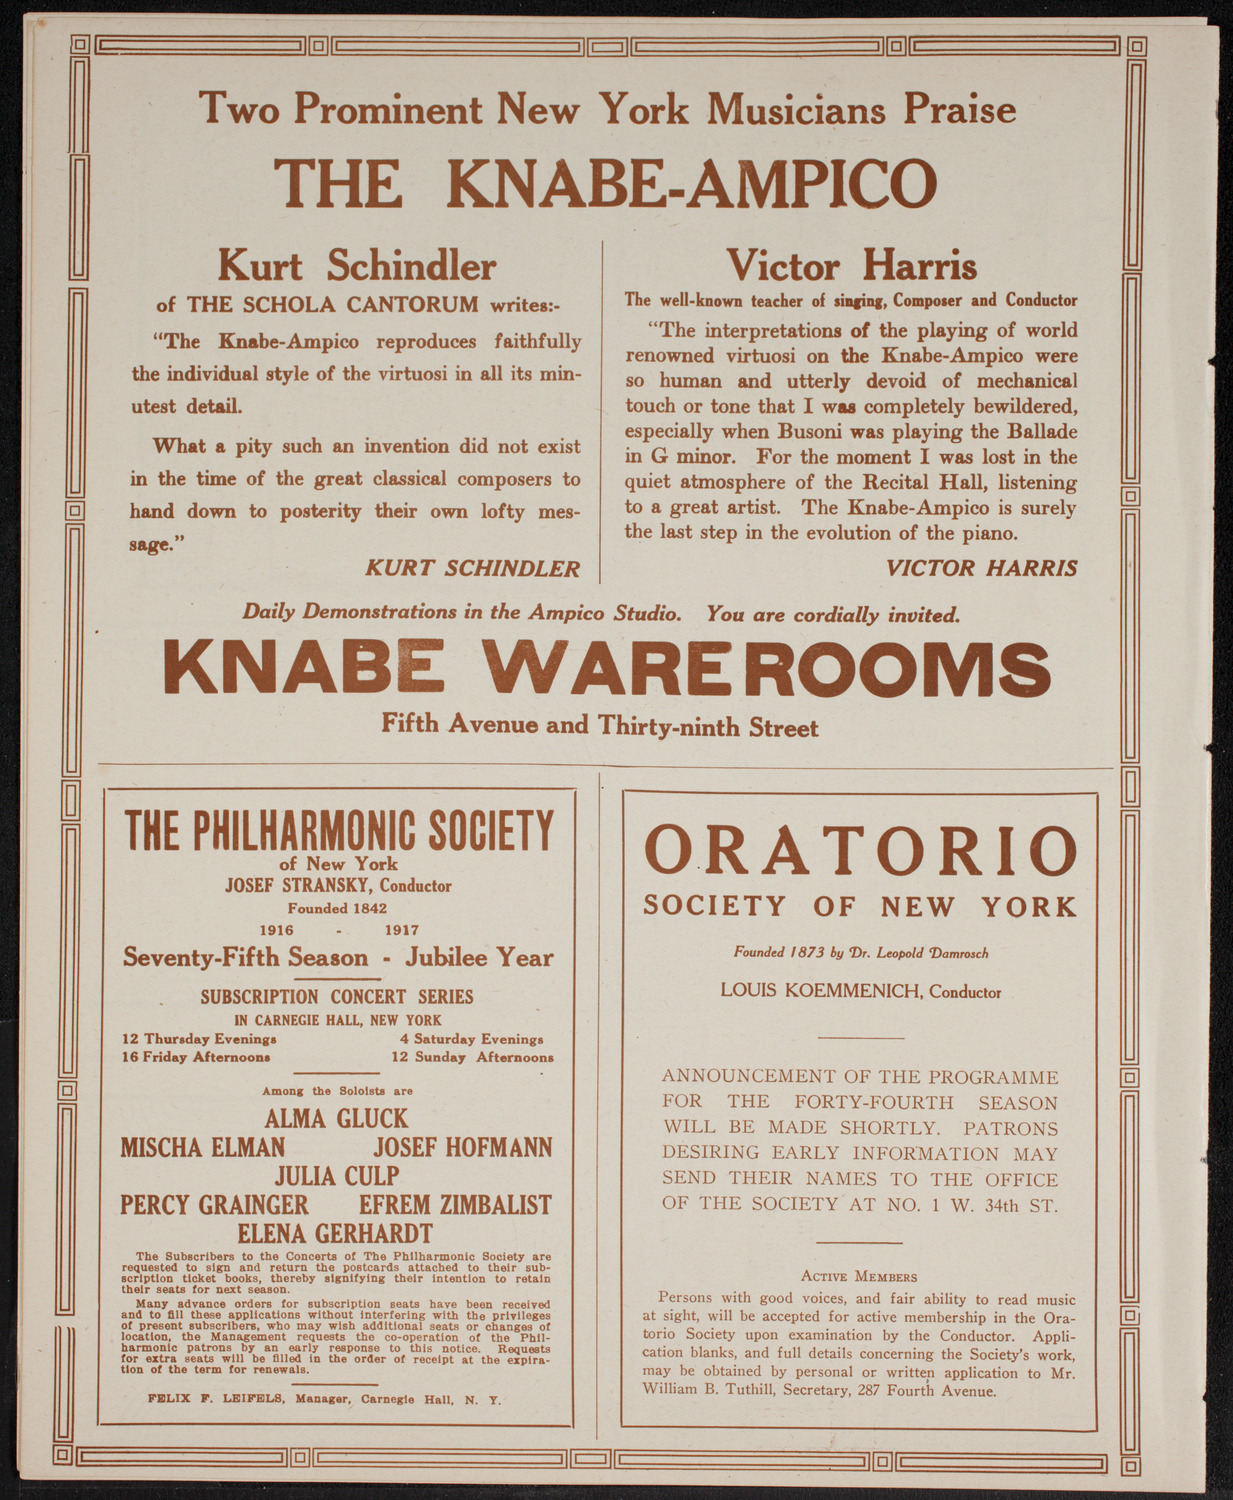 Two Prominent New York Musicians Praise
THE KNABE-AMPICO
Kurt Schindler
of THE SCHOLA CANTORUM writes:-
"The Knabe-Ampico reproduces faithfully
the individual style of the virtuosi in all its min-
utest detail.
What a pity such an invention did not exist
in the time of the great classical composers to
hand down to posterity their own lofty mes-
sage."
KURT SCHINDLER
Victor Harris
The well-known teacher of singing, Composer and Conductor
"The interpretations of the playing of world
renowned virtuosi on the Knabe-Ampico were
so human and utterly devoid of mechanical
touch or tone that I was completely bewildered,
especially when Busoni was playing the Ballade
in G minor. For the moment I was lost in the
quiet atmosphere of the Recital Hall, listening
to a great artist. The Knabe-Ampico is surely
the last step in the evolution of the piano.
VICTOR HARRIS
Daily Demonstrations in the Ampico Studio. You are cordially invited.
KNABE WAREROOMS
Fifth Avenue and Thirty-ninth Street
THE PHILHARMONIC SOCIETY
of New York
JOSEF STRANSKY, Conductor
Founded 1842
1916 - 1917
Seventy-Fifth Season - Jubilee Year
SUBSCRIPTION CONCERT SERIES
IN CARNEGIE HALL, NEW YORK
12 Thursday Evenings 4 Saturday Evenings
16 Friday Afternoons 12 Sunday Afternoons
Among the Soloists are
ALMA GLUCK
MISCHA ELMAN JOSEF HOFMANN
JULIA CULP
PERCY GRAINGER EFREM ZIMBALIST
ELENA GERHARDT
The Subscribers to the Concerts of The Philharmonic Society are
requested to sign and return the postcards attached to their sub-
scription ticket books, thereby signifying their intention to retain
their seats for next season.
Many advance orders for subscription seats have been received
and to fill these applications without interfering with the privileges
of present subscribers, who may wish additional seats or changes of
location, the Management requests the co-operation of the Phil-
harmonic patrons by an early response to this notice. Requests
for extra seats will be filled in the order of receipt at the expira-
tion of the term for renewals.
FELIX F. LEIFELS, Manager, Carnegie Hall, N. Y.
ORATORIO
SOCIETY OF NEW YORK
Founded 1873 by Dr. Leopold Damrosch
LOUIS KOEMMENICH, Conductor
ANNOUNCEMENT OF THE PROGRAMME
FOR THE FORTY-FOURTH SEASON
WILL BE MADE SHORTLY. PATRONS
DESIRING EARLY INFORMATION MAY
SEND THEIR NAMES TO THE OFFICE
OF THE SOCIETY AT NO. 1 W. 34th ST.
ACTIVE MEMBERS
Persons with good voices, and fair ability to read music
at sight, will be accepted for active membership in the Ora-
torio Society upon examination by the Conductor. Appli-
cation blanks, and full details concerning the Society's work,
may be obtained by personal or written application to Mr.
William B. Tuthill, Secretary, 287 Fourth Avenue.